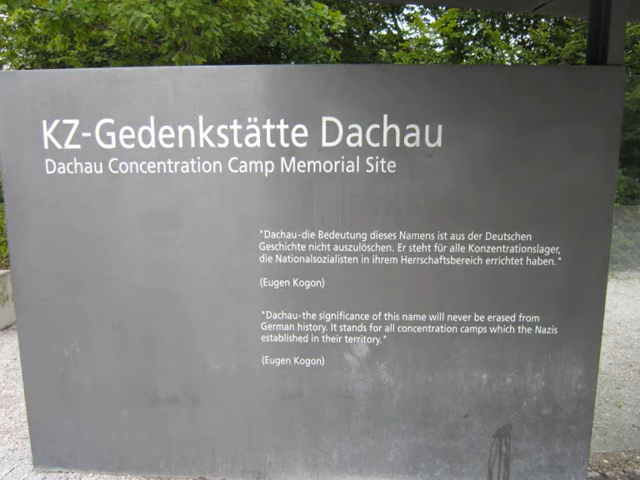 KZ-Gedenkstätte Dachau
Dachau Concentration Camp Memorial Site
"Dachau-die Bedeutung dieses Namens ist aus der Deutschen
Geschichte nicht auszulöschen. Er steht für alle Konzentrationslager,
die Nationalsozialisten in ihrem Herrschaftsbereich errichtet haben."
(Eugen Kogon)
"Dachau-the significance of this name will never be erased from
German history. It stands for all concentration camps which the Nazis
established in their territory."
(Eugen Kogon)